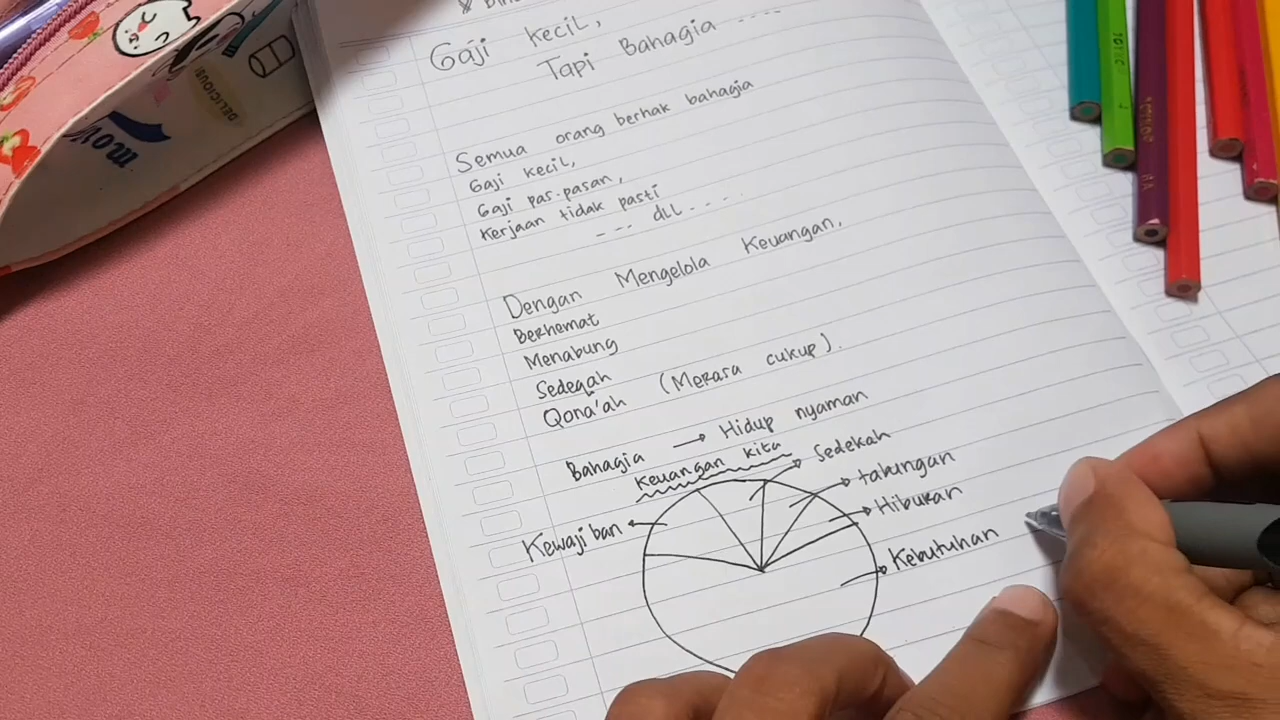 Gaji kecil,
Tapi Bahagia ....
Semua orang berhak bahagia
Gaji kecil,
Gaji pas-pasan,
Kerjaan tidak pasti
--- dll ....
Dengan Mengelola Keuangan,
Berhemat
Menabung
Sedeqah
Qona'ah (Merasa cukup).
Bahagia → Hidup nyaman
Keuangan kita
Sedekah
tabungan
Hiburan
Kewajiban
Kebutuhan
DELICIOUS!